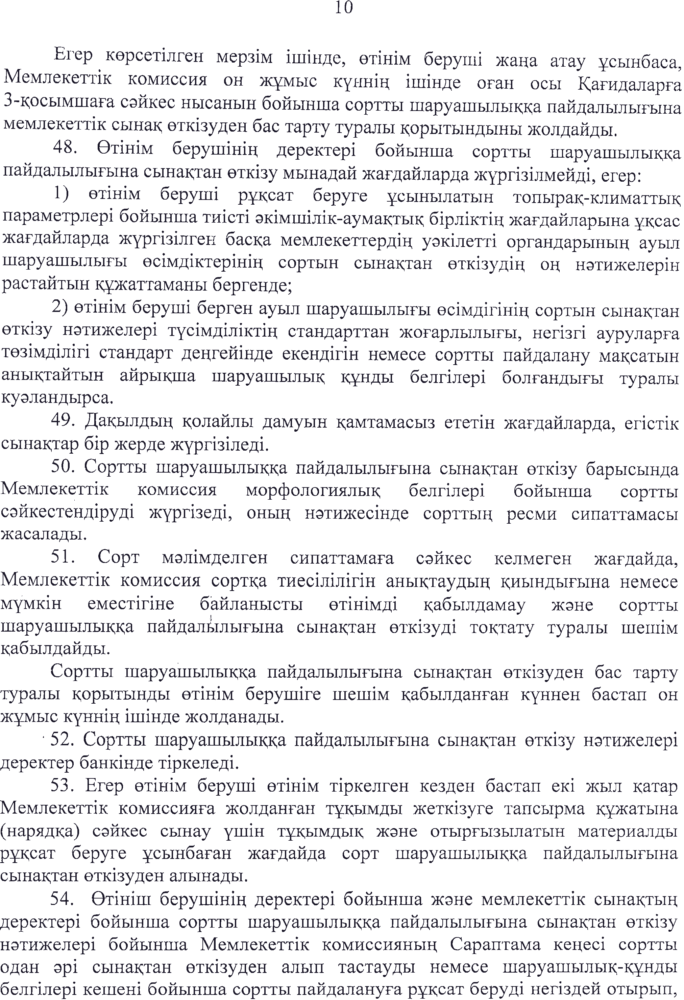 10
Егер көрсетілген мерзім ішінде, өтінім беруші жаңа атау ұсынбаса,
Мемлекеттік комиссия он жұмыс күннің ішінде оған осы Қағидаларға
3-қосымшаға сәйкес нысанын бойынша сортты шаруашылыққа пайдалылығына
мемлекеттік сынақ өткізуден бас тарту туралы қорытындыны жолдайды.
48. Өтінім берушінің деректері бойынша сортты шаруашылыққа
пайдалылығына сынақтан өткізу мынадай жағдайларда жүргізілмейді, егер:
1) өтінім беруші рұқсат беруге ұсынылатын топырақ-климаттық
параметрлері бойынша тиісті әкімшілік-аумақтық бірліктің жағдайларына ұқсас
жағдайларда жүргізілген басқа мемлекеттердің уәкілетті органдарының ауыл
шаруашылығы өсімдіктерінің сортын сынақтан өткізудің оң нәтижелерін
растайтын құжаттаманы бергенде;
2) өтінім беруші берген ауыл шаруашылығы өсімдігінің сортын сынақтан
өткізу нәтижелері түсімділіктің стандарттан жоғарлылығы, негізгі ауруларға
төзімділігі стандарт деңгейінде екендігін немесе сортты пайдалану мақсатын
анықтайтын айрықша шаруашылық құнды белгілері болғандығы туралы
куәландырса.
49. Дақылдың қолайлы дамуын қамтамасыз ететін жағдайларда, егістік
сынақтар бір жерде жүргізіледі.
50. Сортты шаруашылыққа пайдалылығына сынақтан өткізу барысында
Мемлекеттік комиссия морфологиялық белгілері бойынша сортты
сәйкестендіруді жүргізеді, оның нәтижесінде сорттың ресми сипаттамасы
жасалады.
51. Сорт мәлімделген сипаттамаға сәйкес келмеген жағдайда,
Мемлекеттік комиссия сортқа тиесілілігін анықтаудың қиындығына немесе
мүмкін еместігіне байланысты өтінімді қабылдамау және сортты
шаруашылыққа пайдалылығына сынақтан өткізуді тоқтату туралы шешім
қабылдайды.
Сортты шаруашылыққа пайдалылығына сынақтан өткізуден бас тарту
туралы қорытынды өтінім берушіге шешім қабылданған күннен бастап он
жұмыс күннің ішінде жолданады.
52. Сортты шаруашылыққа пайдалылығына сынақтан өткізу нәтижелері
деректер банкінде тіркеледі.
53. Егер өтінім беруші өтінім тіркелген кезден бастап екі жыл қатар
Мемлекеттік комиссияға жолданған тұқымды жеткізуге тапсырма құжатына
(нарядқа) сәйкес сынау үшін тұқымдық және отырғызылатын материалды
рұқсат беруге ұсынбаған жағдайда сорт шаруашылыққа пайдалылығына
сынақтан өткізуден алынады.
54. Өтініш берушінің деректері бойынша және мемлекеттік сынақтың
деректері бойынша сортты шаруашылыққа пайдалылығына сынақтан өткізу
нәтижелері бойынша Мемлекеттік комиссияның Сараптама кеңесі сортты
одан әрі сынақтан өткізуден алып тастауды немесе шаруашылық-құнды
белгілері кешені бойынша сортты пайдалануға рұқсат беруді негіздей отырып,